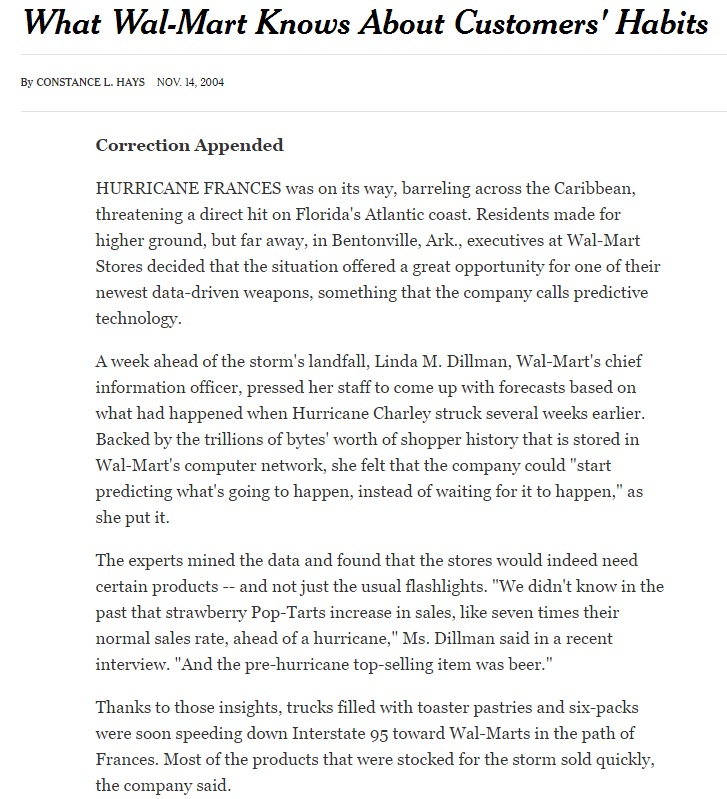 What Wal-Mart Knows About Customers' Habits
By CONSTANCE L. HAYS NOV. 14, 2004
Correction Appended
HURRICANE FRANCES was on its way, barreling across the Caribbean,
threatening a direct hit on Florida's Atlantic coast. Residents made for
higher ground, but far away, in Bentonville, Ark., executives at Wal-Mart
Stores decided that the situation offered a great opportunity for one of their
newest data-driven weapons, something that the company calls predictive
technology.
A week ahead of the storm's landfall, Linda M. Dillman, Wal-Mart's chief
information officer, pressed her staff to come up with forecasts based on
what had happened when Hurricane Charley struck several weeks earlier.
Backed by the trillions of bytes' worth of shopper history that is stored in
Wal-Mart's computer network, she felt that the company could "start
predicting what's going to happen, instead of waiting for it to happen," as
she put it.
The experts mined the data and found that the stores would indeed need
certain products -- and not just the usual flashlights. "We didn't know in the
past that strawberry Pop-Tarts increase in sales, like seven times their
normal sales rate, ahead of a hurricane," Ms. Dillman said in a recent
interview. "And the pre-hurricane top-selling item was beer."
Thanks to those insights, trucks filled with toaster pastries and six-packs
were soon speeding down Interstate 95 toward Wal-Marts in the path of
Frances. Most of the products that were stocked for the storm sold quickly,
the company said.